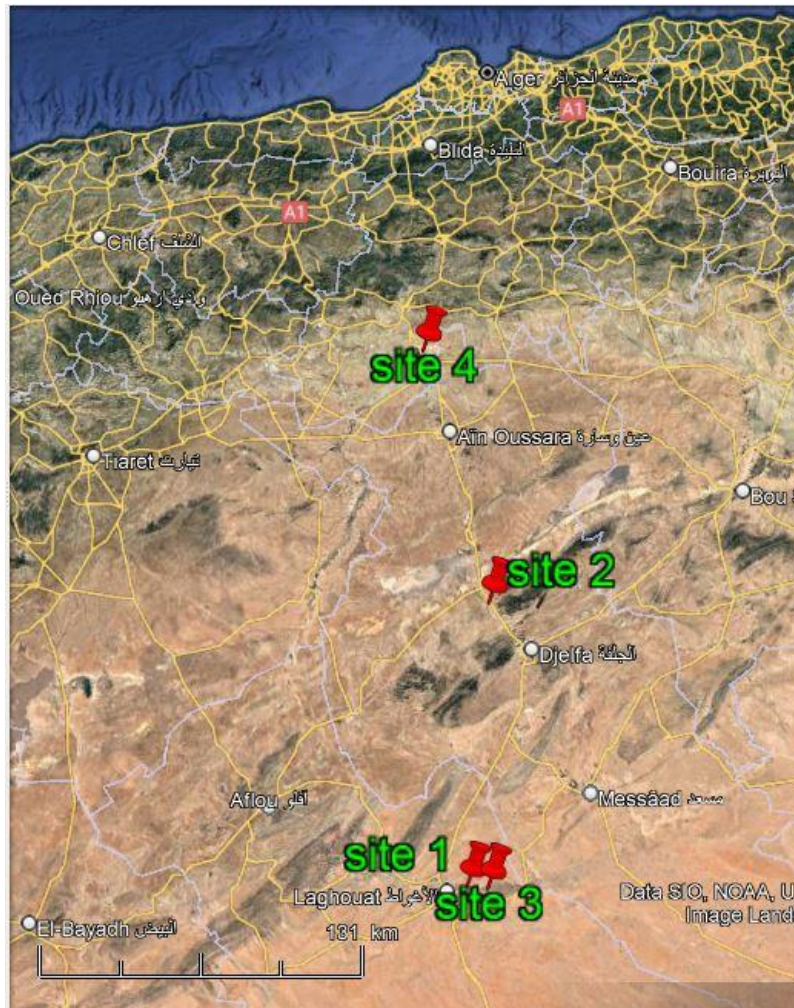 Alger مدينة الجزائر
A1
Blida البليدة
Bouira البويرة
A1
Chlef الشلف
Oued Rhiou وادي ارهيو
site 4
Aïn Oussara عين وسارة
Tiaret تيارت
Bou
site 2
Djelfa الجلفة
Messâad مسعد
Aflou أفلو
site 1
Laghouat الأغواط
site 3
Data SIO, NOAA, U
Image Lands
El-Bayadh البيض
131 km